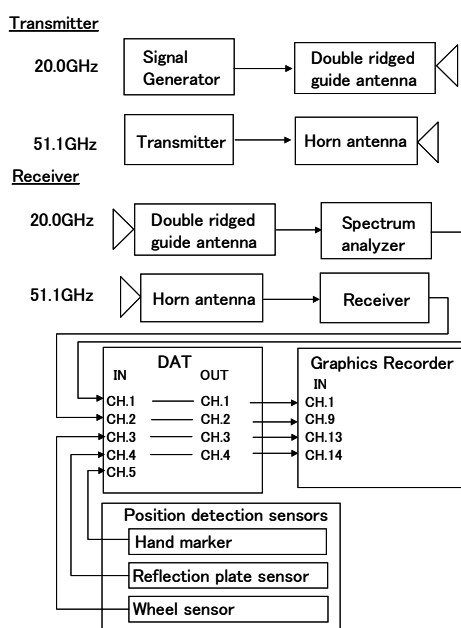 Transmitter
20.0GHz
Signal
Generator
Double ridged
guide antenna
51.1GHz
Transmitter
Horn antenna
Receiver
20.0GHz
Double ridged
guide antenna
Spectrum
analyzer
51.1GHz
Horn antenna
Receiver
DAT
IN OUT
CH.1 CH.1
CH.2 CH.2
CH.3 CH.3
CH.4 CH.4
CH.5
Graphics Recorder
IN
CH.1
CH.9
CH.13
CH.14
Position detection sensors
Hand marker
Reflection plate sensor
Wheel sensor